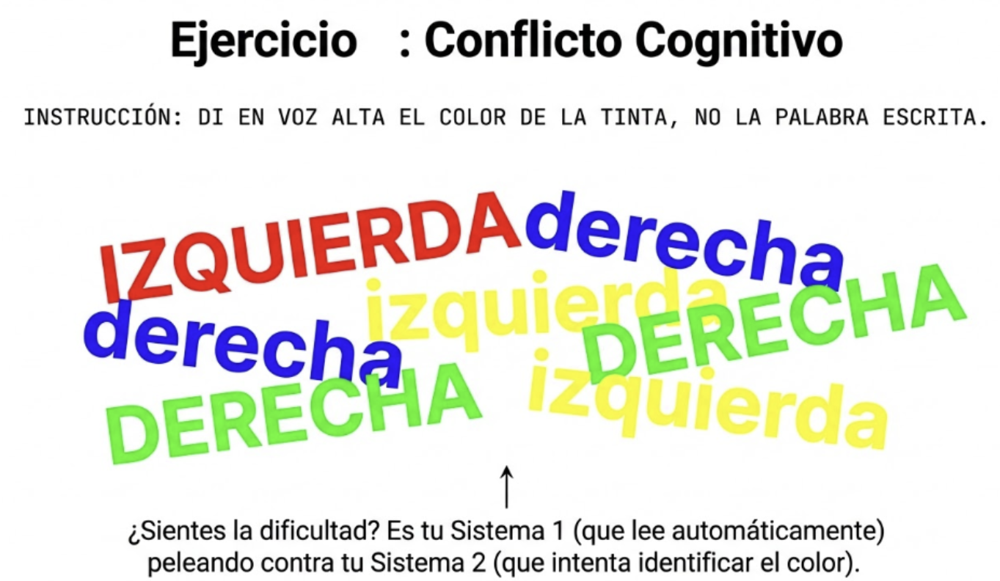 Ejercicio : Conflicto Cognitivo
INSTRUCCIÓN: DI EN VOZ ALTA EL COLOR DE LA TINTA, NO LA PALABRA ESCRITA.
IZQUIERDA
derecha
izquierda
derecha
DERECHA
DERECHA
izquierda
¿Sientes la dificultad? Es tu Sistema 1 (que lee automáticamente)
peleando contra tu Sistema 2 (que intenta identificar el color).